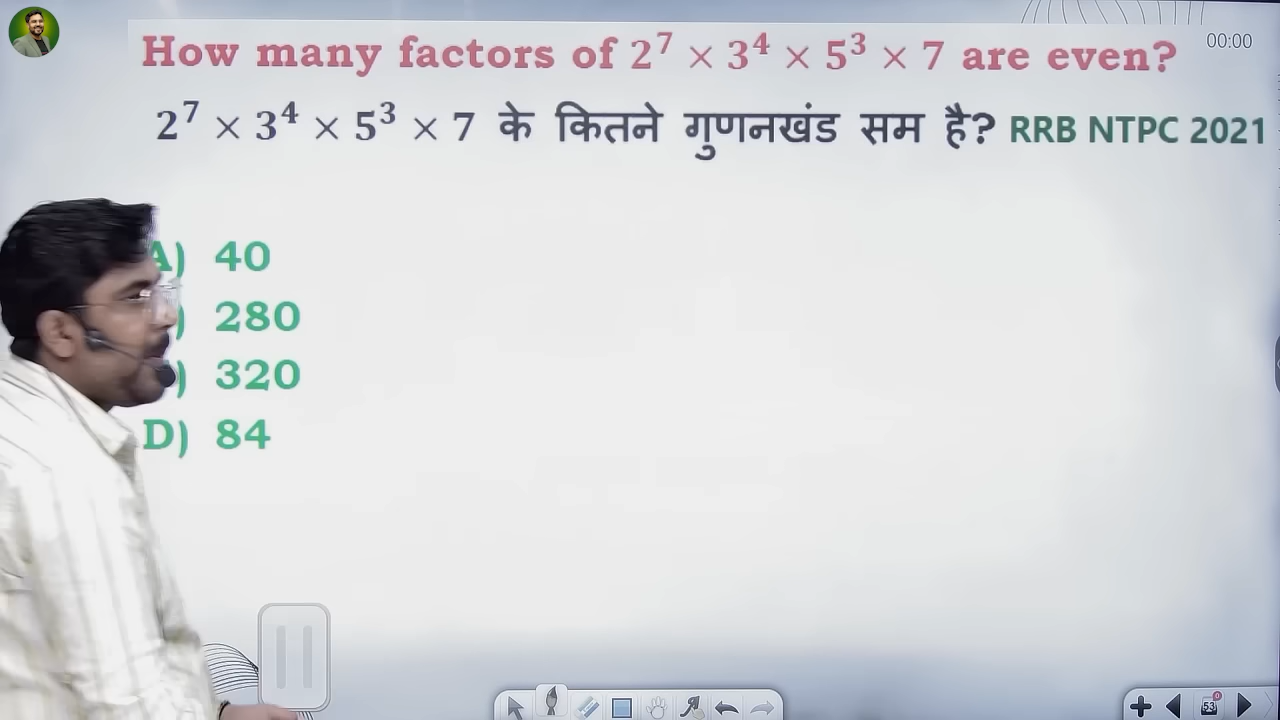 How many factors of 2⁷ × 3⁴ × 5³ × 7 are even?
00:00
2⁷ × 3⁴ × 5³ × 7 के कितने गुणनखंड सम है? RRB NTPC 2021
A) 40
) 280
) 320
D) 84
53